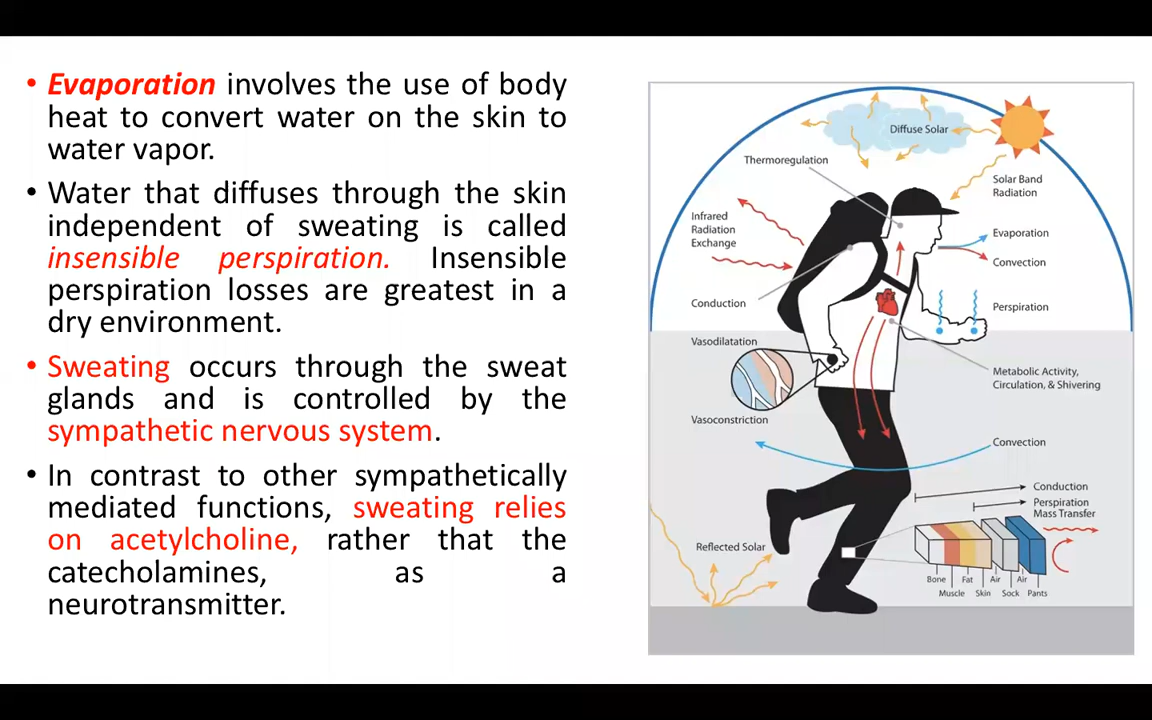 • Evaporation involves the use of body
heat to convert water on the skin to
water vapor.
• Water that diffuses through the skin
independent of sweating is called
insensible perspiration. Insensible
perspiration losses are greatest in a
dry environment.
• Sweating occurs through the sweat
glands and is controlled by the
sympathetic nervous system.
• In contrast to other sympathetically
mediated functions, sweating relies
on acetylcholine, rather that the
catecholamines, as a
neurotransmitter.
Diffuse Solar
Thermoregulation
Solar Band
Radiation
Infrared
Radiation
Exchange
Evaporation
Convection
Conduction
Perspiration
Vasodilatation
Metabolic Activity,
Circulation, & Shivering
Vasoconstriction
Convection
Conduction
Perspiration
Mass Transfer
Reflected Solar
Bone
Fat
Air
Air
Muscle
Skin
Sock
Pants